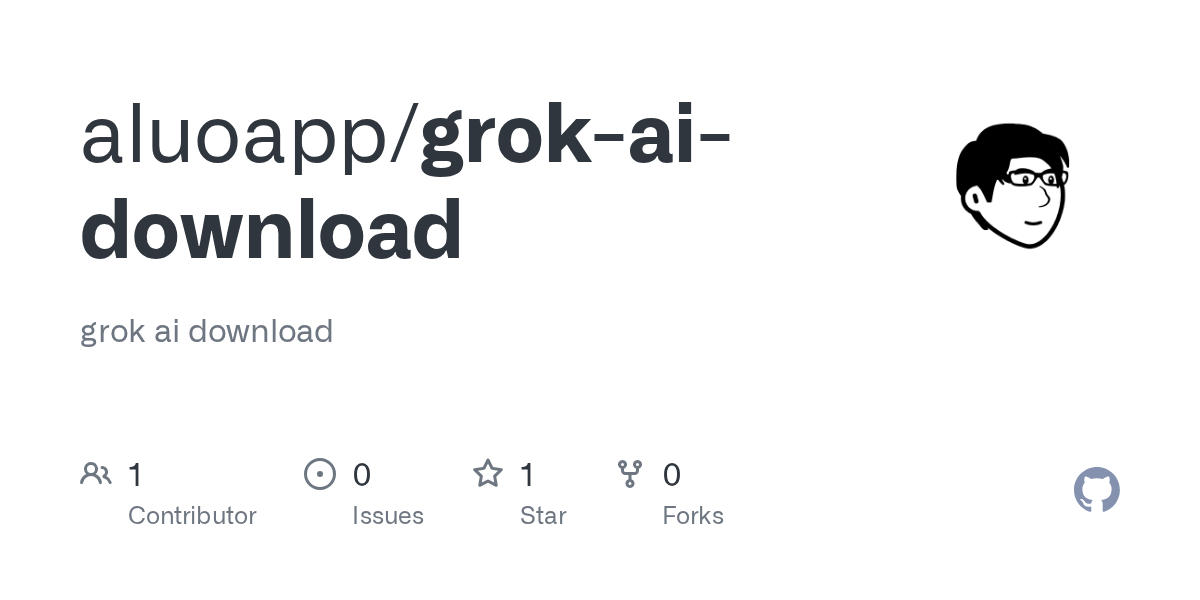 aluoapp/grok-ai-
download
grok ai download
1 0 1 0
Contributor Issues Star Forks